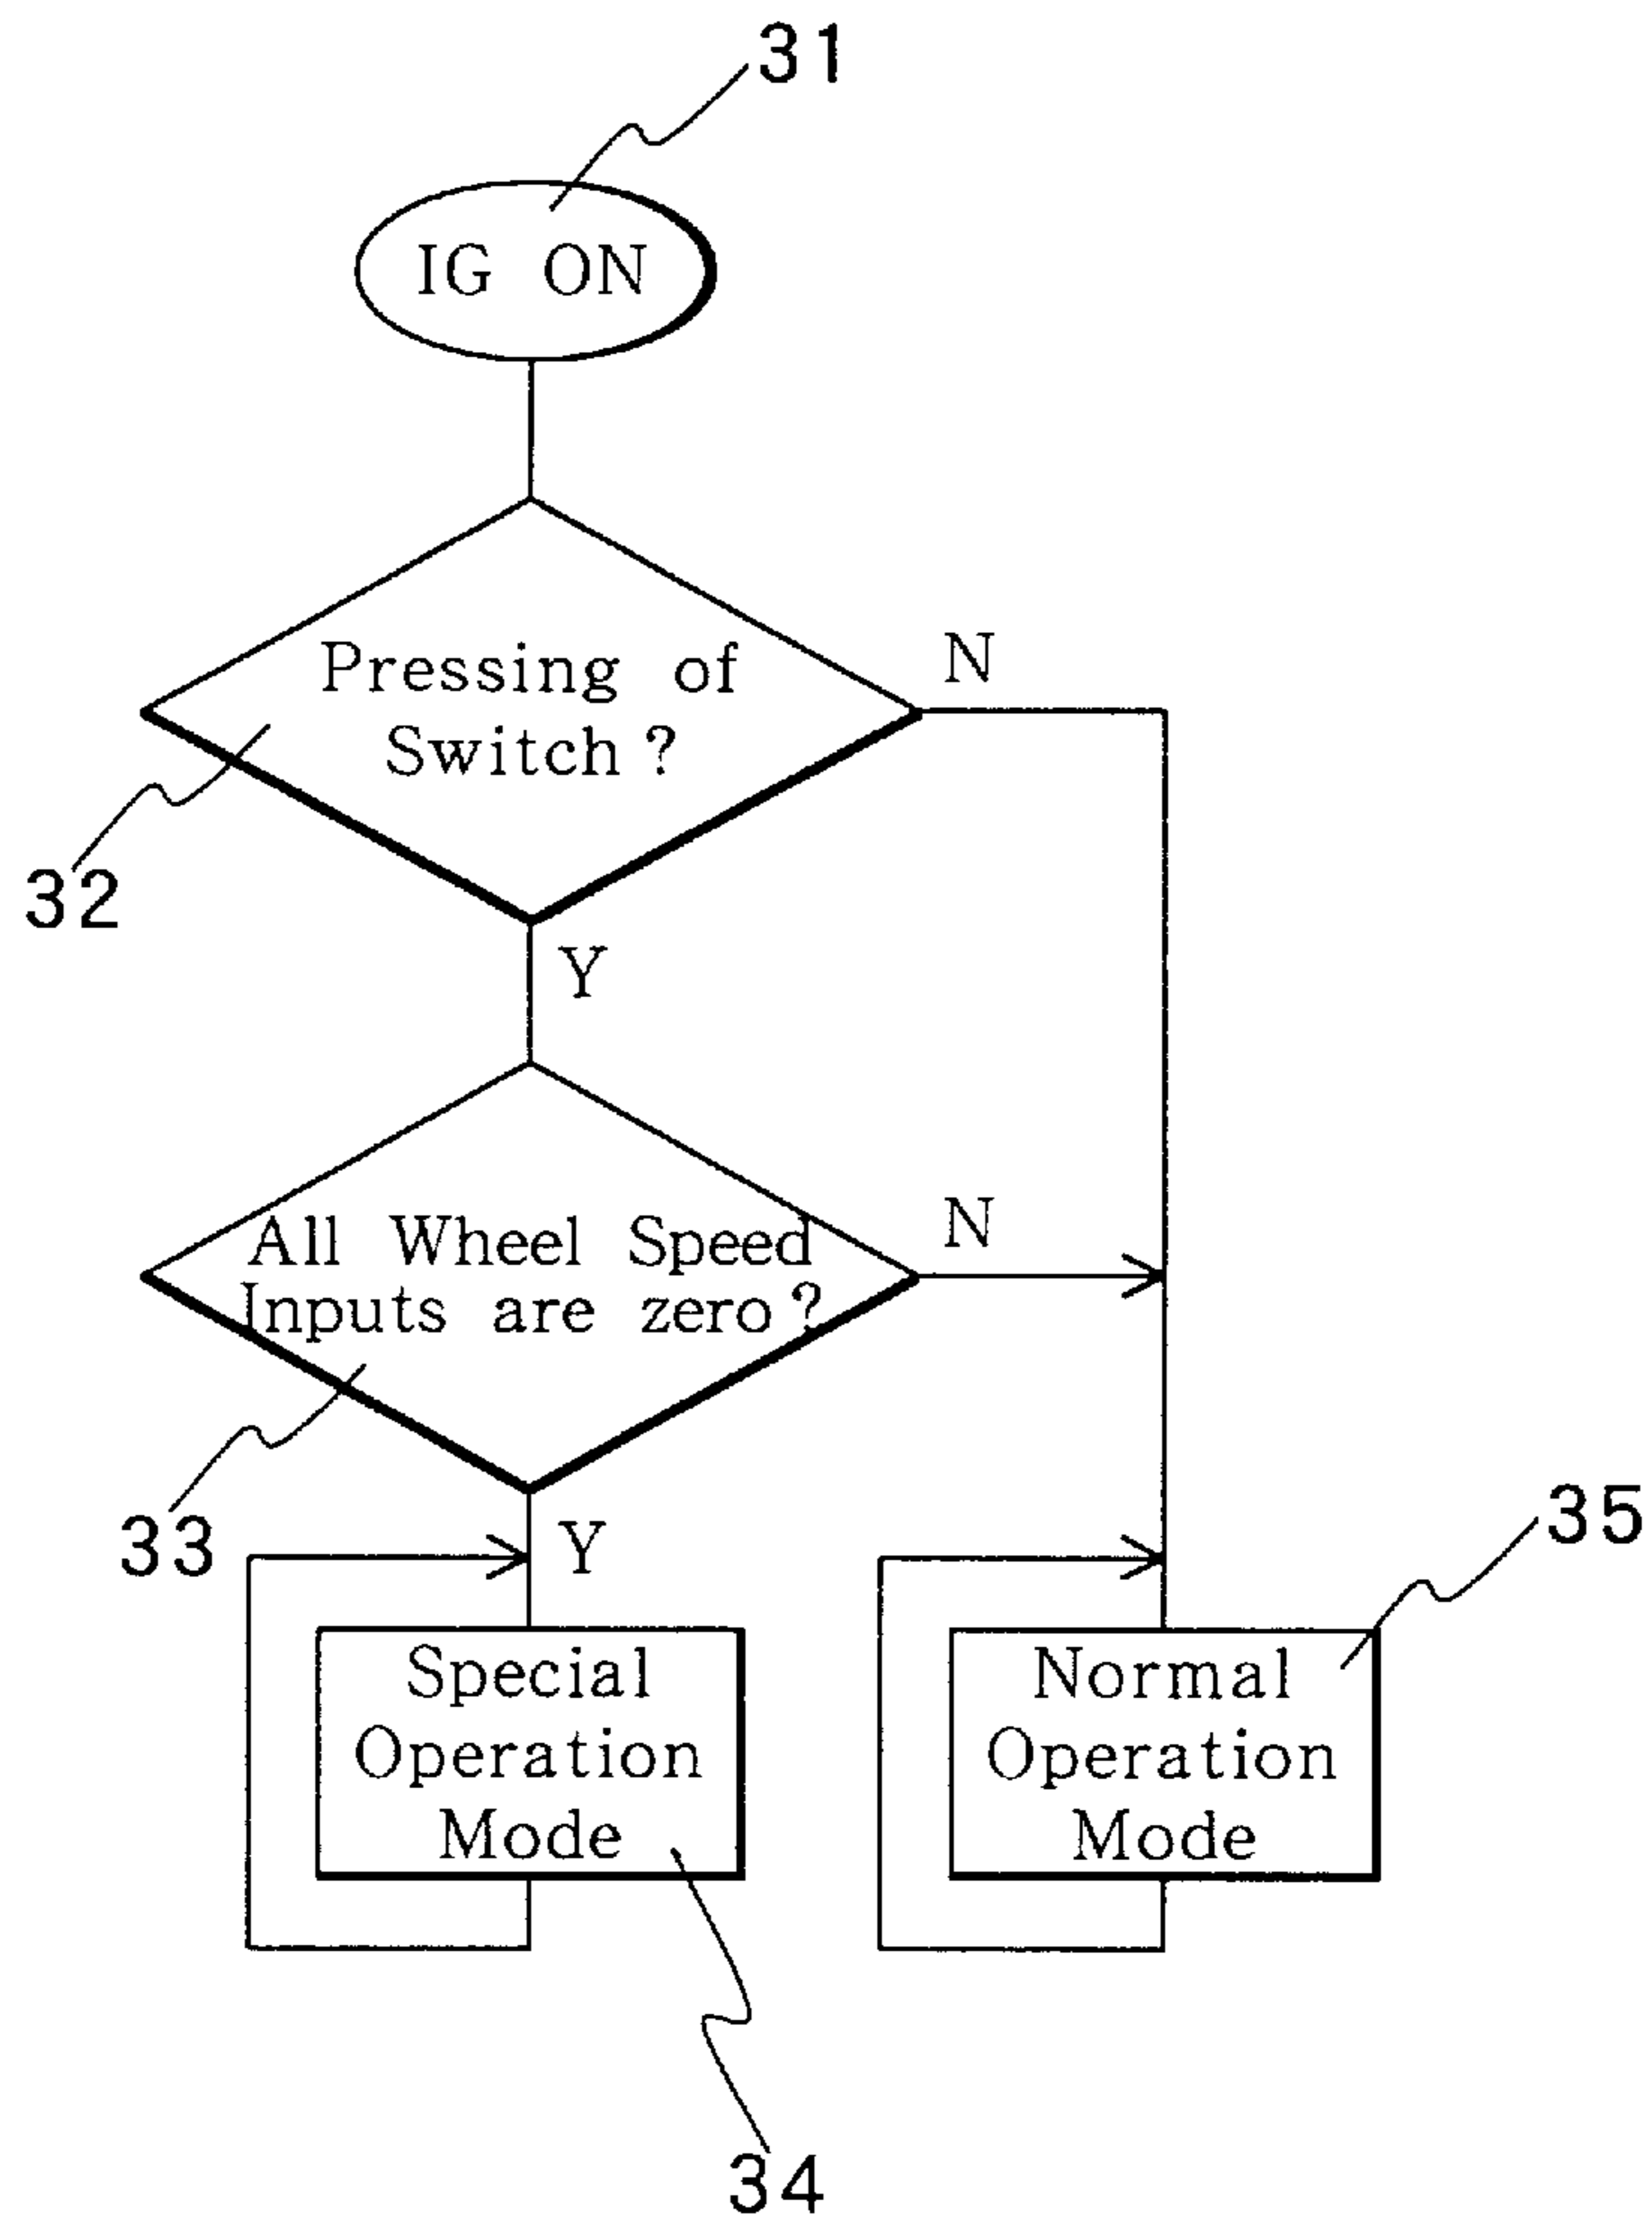 31
IG ON
Pressing of
Switch ?
N
32
Y
All Wheel Speed
Inputs are zero ?
N
33
Y
35
Special
Operation
Mode
Normal
Operation
Mode
34